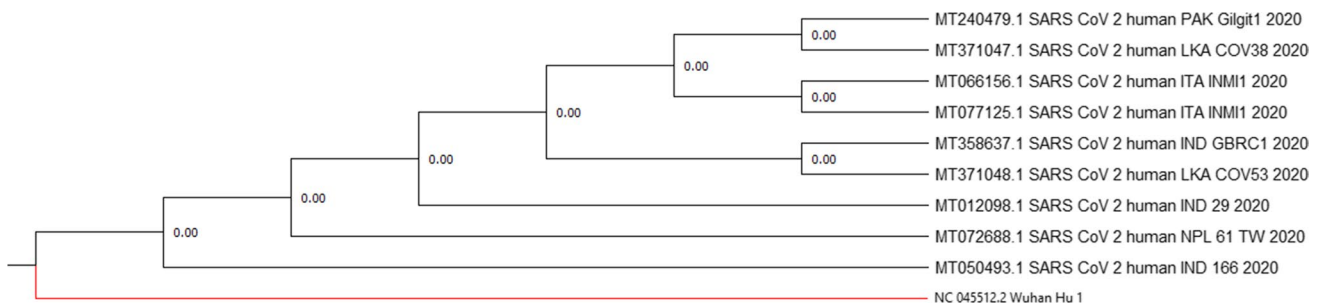 MT240479.1 SARS CoV 2 human PAK Gilgit1 2020
0.00
MT371047.1 SARS CoV 2 human LKA COV38 2020
0.00
MT066156.1 SARS CoV 2 human ITA INMI1 2020
0.00
MT077125.1 SARS CoV 2 human ITA INMI1 2020
0.00
MT358637.1 SARS CoV 2 human IND GBRC1 2020
0.00
0.00
MT371048.1 SARS CoV 2 human LKA COV53 2020
0.00
MT012098.1 SARS CoV 2 human IND 29 2020
0.00
MT072688.1 SARS CoV 2 human NPL 61 TW 2020
MT050493.1 SARS CoV 2 human IND 166 2020
NC 045512.2 Wuhan Hu 1